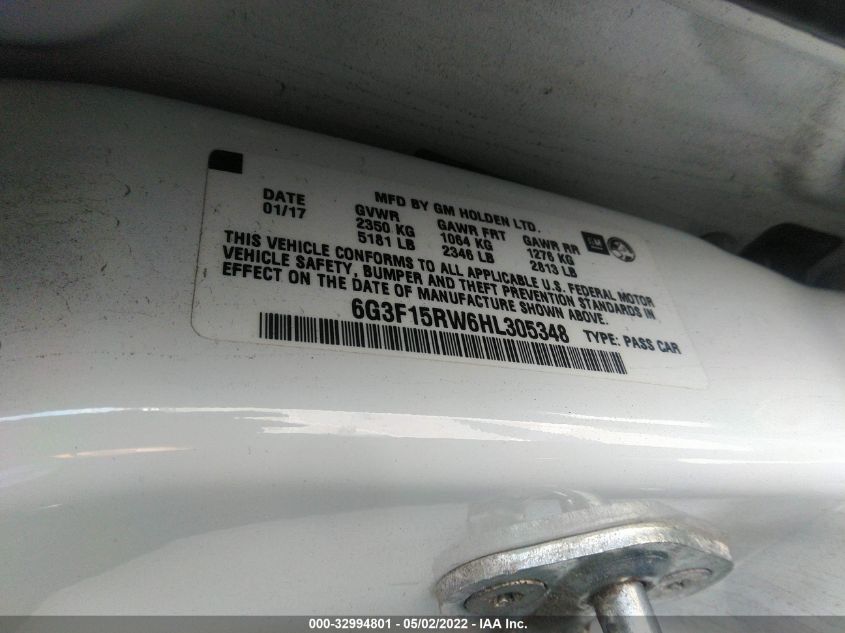 MFD BY GM HOLDEN LTD.
DATE GVWR GAWR FRT GAWR RR
01/17 2350 KG 1064 KG 1276 KG
5181 LB 2346 LB 2813 LB
THIS VEHICLE CONFORMS TO ALL APPLICABLE U.S. FEDERAL MOTOR
VEHICLE SAFETY, BUMPER AND THEFT PREVENTION STANDARDS IN
EFFECT ON THE DATE OF MANUFACTURE SHOWN ABOVE.
6G3F15RW6HL305348 TYPE: PASS CAR
GM
000-32994801 - 05/02/2022 - IAA Inc.